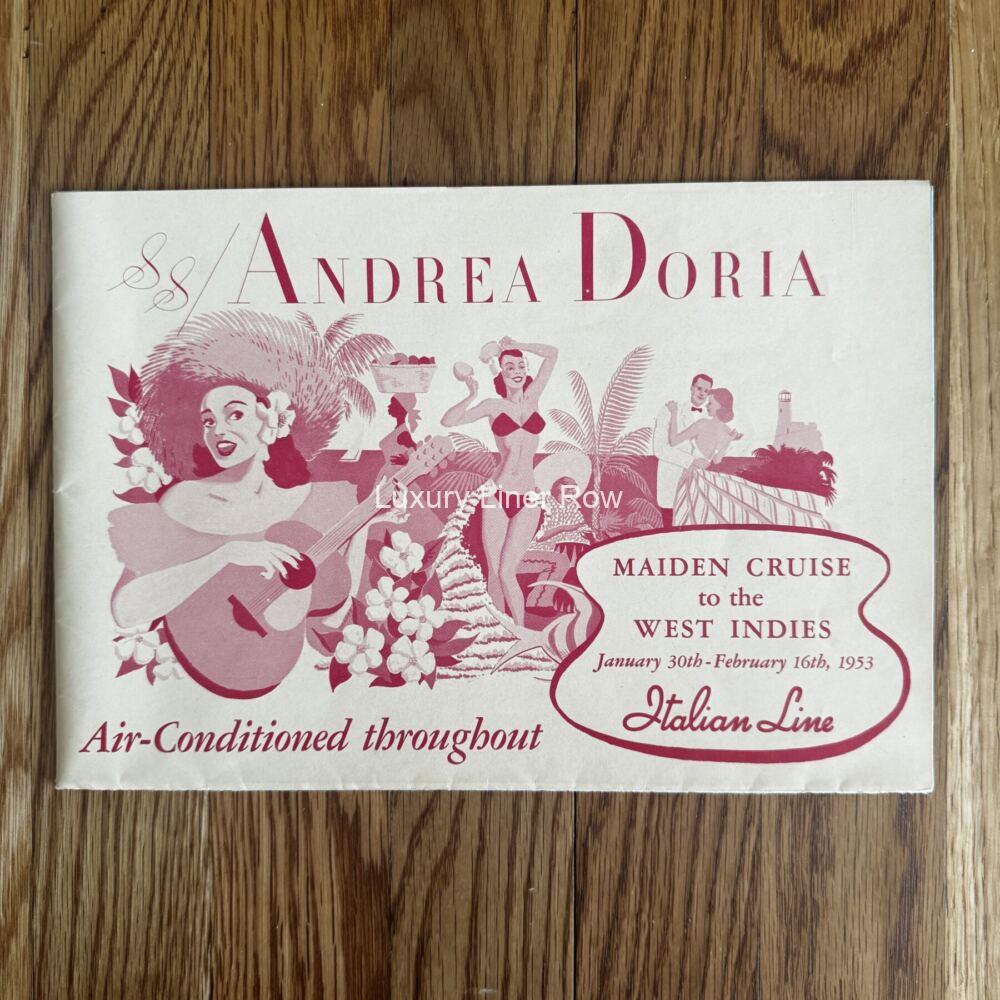 SS/ANDREA DORIA
Luxury Liner Row
MAIDEN CRUISE
to the
WEST INDIES
January 30th-February 16th, 1953
Italian Line
Air-Conditioned throughout